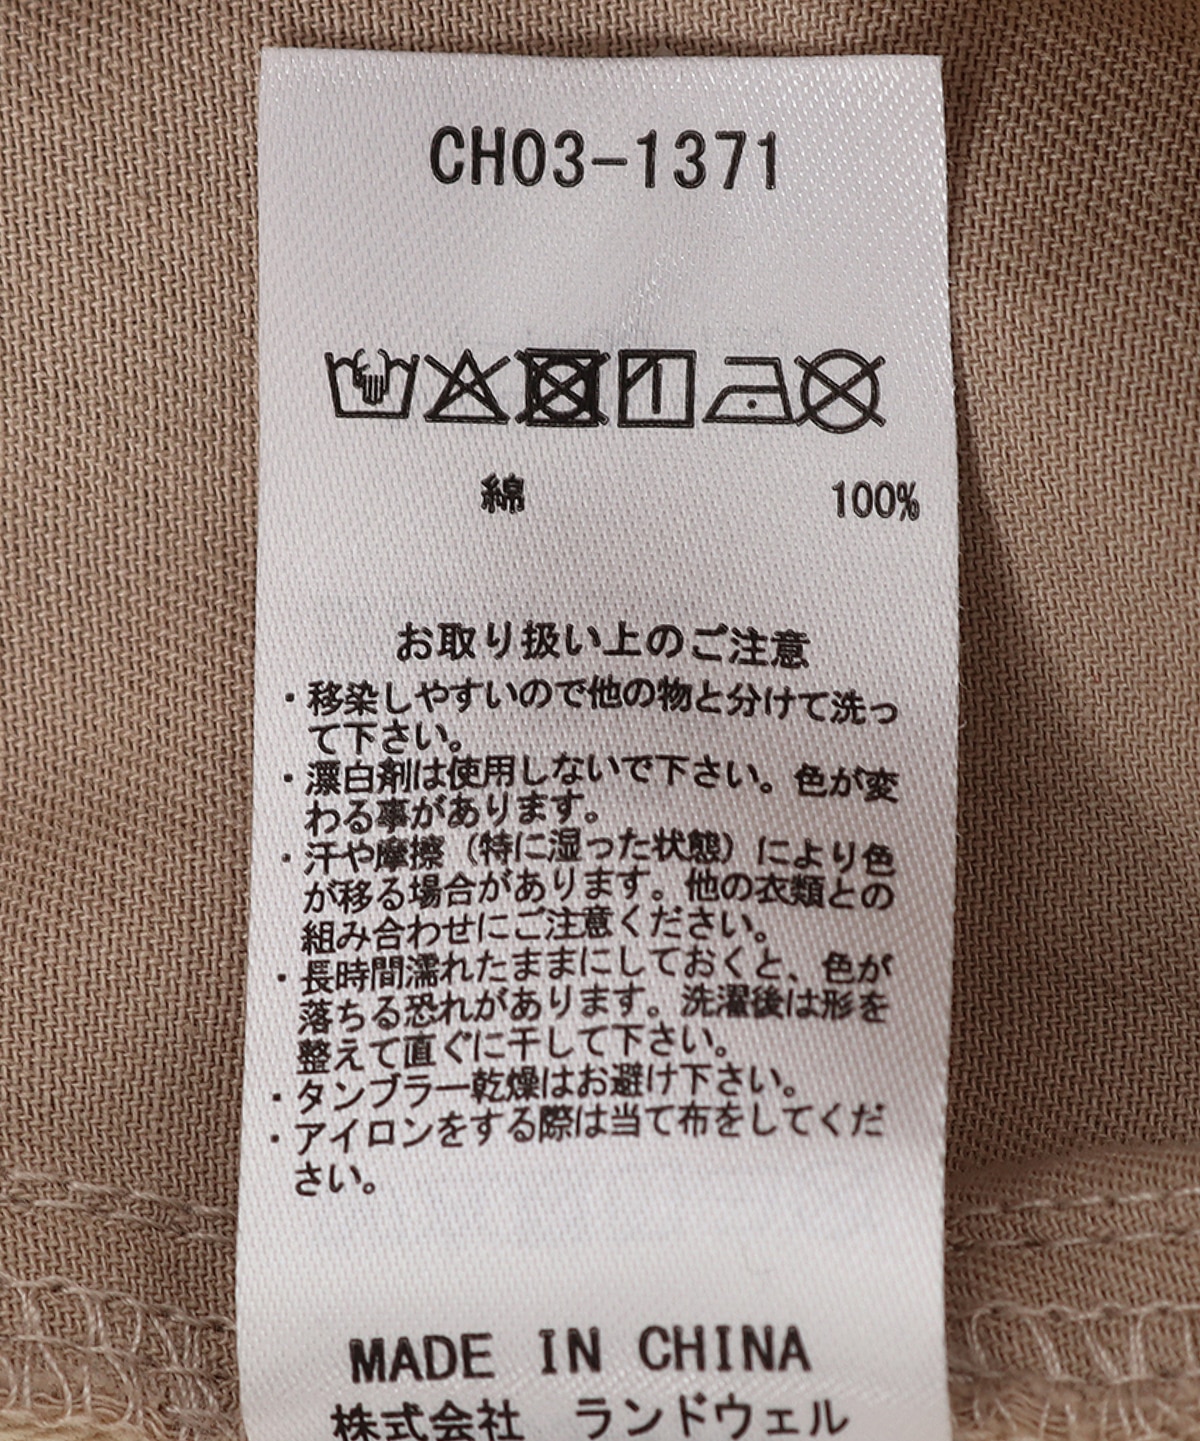 CH03-1371
綿 100%
お取り扱い上のご注意
・移染しやすいので他の物と分けて洗っ
て下さい。
・漂白剤は使用しないで下さい。色が変
わる事があります。
・汗や摩擦（特に湿った状態）により色
が移る場合があります。他の衣類との
組み合わせにご注意ください。
・長時間濡れたままにしておくと、色が
落ちる恐れがあります。洗濯後は形を
整えて直ぐに干して下さい。
・タンブラー乾燥はお避け下さい。
・アイロンをする際は当て布をしてくだ
さい。
MADE IN CHINA
株式会社 ランドウェル